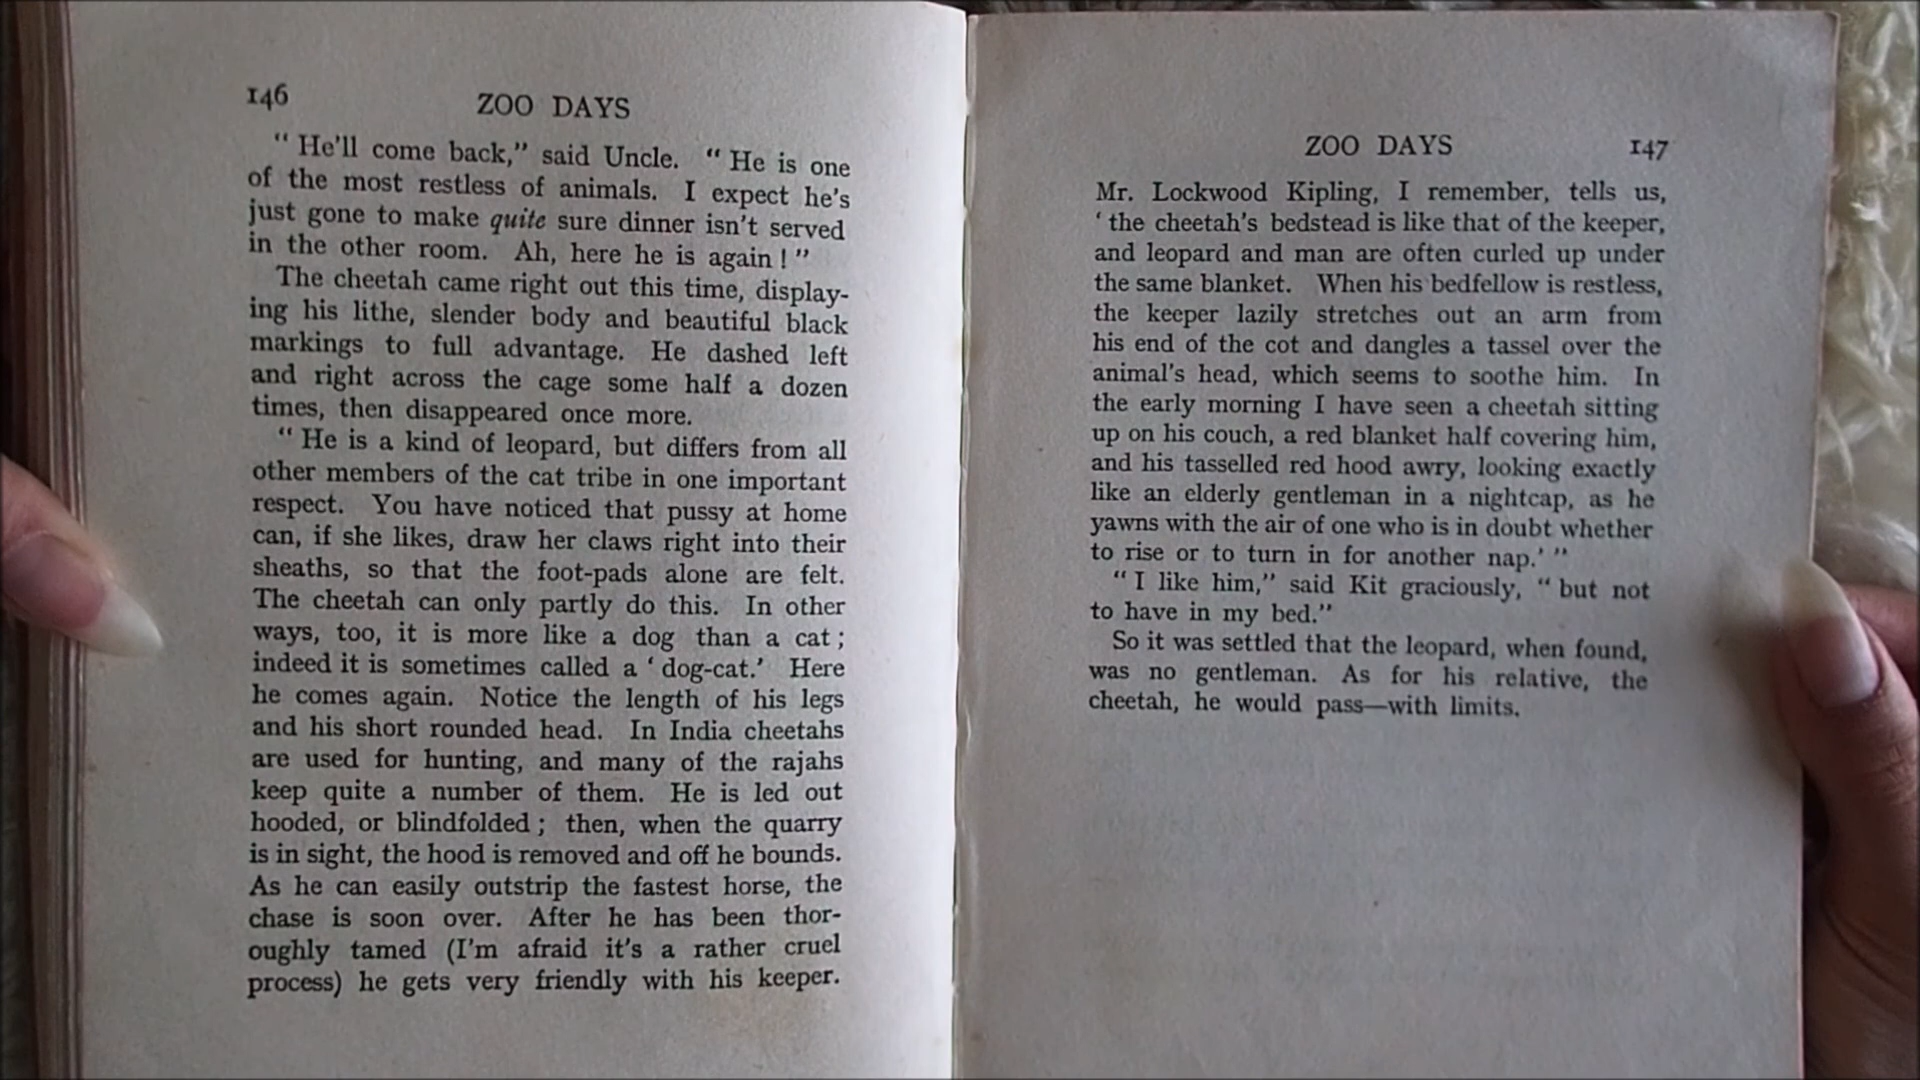 146
ZOO DAYS
“ He'll come back,” said Uncle. “ He is one
of the most restless of animals. I expect he's
just gone to make quite sure dinner isn't served
in the other room. Ah, here he is again ! ”
The cheetah came right out this time, display-
ing his lithe, slender body and beautiful black
markings to full advantage. He dashed left
and right across the cage some half a dozen
times, then disappeared once more.
“ He is a kind of leopard, but differs from all
other members of the cat tribe in one important
respect. You have noticed that pussy at home
can, if she likes, draw her claws right into their
sheaths, so that the foot-pads alone are felt.
The cheetah can only partly do this. In other
ways, too, it is more like a dog than a cat ;
indeed it is sometimes called a ‘ dog-cat.’ Here
he comes again. Notice the length of his legs
and his short rounded head. In India cheetahs
are used for hunting, and many of the rajahs
keep quite a number of them. He is led out
hooded, or blindfolded ; then, when the quarry
is in sight, the hood is removed and off he bounds.
As he can easily outstrip the fastest horse, the
chase is soon over. After he has been thor-
oughly tamed (I'm afraid it's a rather cruel
process) he gets very friendly with his keeper.
ZOO DAYS
147
Mr. Lockwood Kipling, I remember, tells us,
‘ the cheetah's bedstead is like that of the keeper,
and leopard and man are often curled up under
the same blanket. When his bedfellow is restless,
the keeper lazily stretches out an arm from
his end of the cot and dangles a tassel over the
animal's head, which seems to soothe him. In
the early morning I have seen a cheetah sitting
up on his couch, a red blanket half covering him,
and his tasselled red hood awry, looking exactly
like an elderly gentleman in a nightcap, as he
yawns with the air of one who is in doubt whether
to rise or to turn in for another nap.’ ”
“ I like him,” said Kit graciously, “ but not
to have in my bed.”
So it was settled that the leopard, when found,
was no gentleman. As for his relative, the
cheetah, he would pass—with limits.